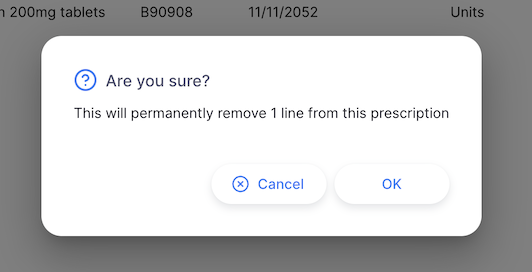 200mg tablets B90908 11/11/2052 Units
Are you sure?
This will permanently remove 1 line from this prescription
Cancel OK